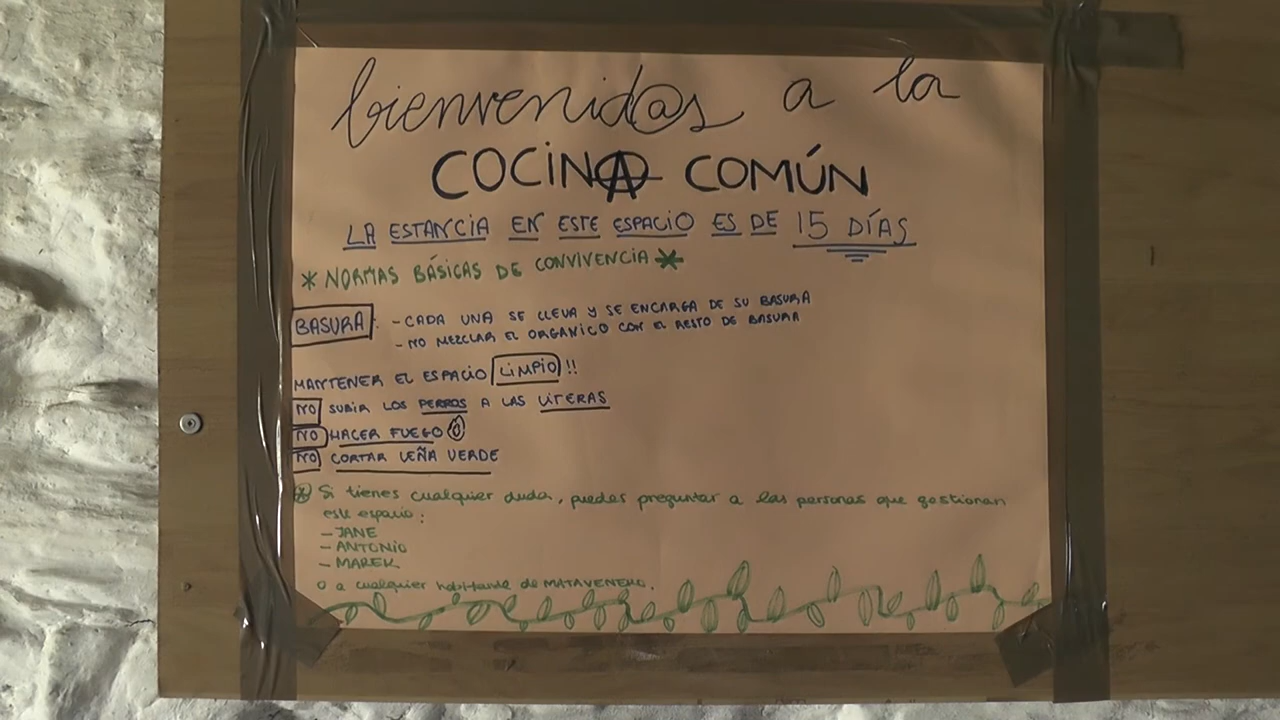 bienvenid@s a la
COCINA COMÚN
LA ESTANCIA EN ESTE ESPACIO ES DE 15 DÍAS
* NORMAS BÁSICAS DE CONVIVENCIA *
BASURA: - CADA UNA SE LLEVA Y SE ENCARGA DE SU BASURA
- NO MEZCLAR EL ORGÁNICO CON EL RESTO DE BASURA
MANTENER EL ESPACIO LIMPIO!!
NO SUBIR LOS PERROS A LAS LITERAS
NO HACER FUEGO
NO CORTAR LEÑA VERDE
* Si tienes cualquier duda, puedes preguntar a las personas que gestionan
este espacio:
- JANE
- ANTONIO
- MAREK
o a cualquier habitante de MATAVENERO.